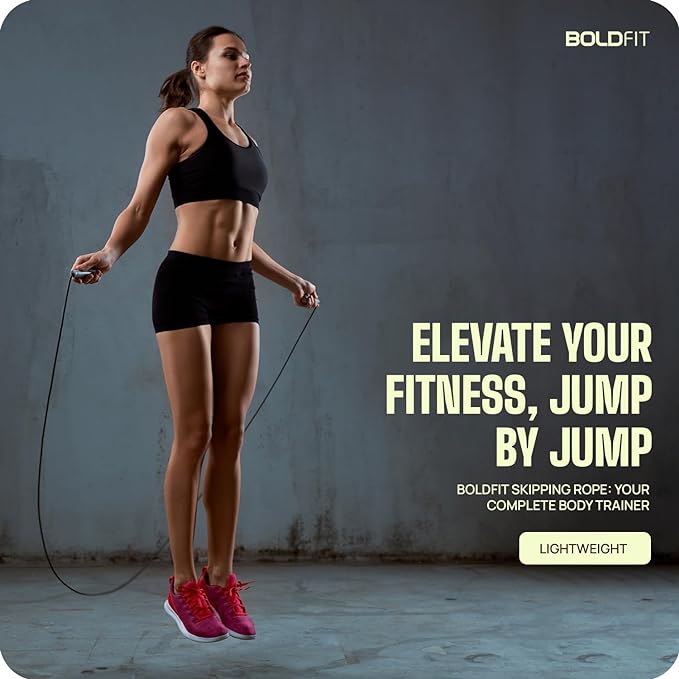 BOLDFIT
ELEVATE YOUR
FITNESS, JUMP
BY JUMP
BOLDFIT SKIPPING ROPE: YOUR
COMPLETE BODY TRAINER
LIGHTWEIGHT